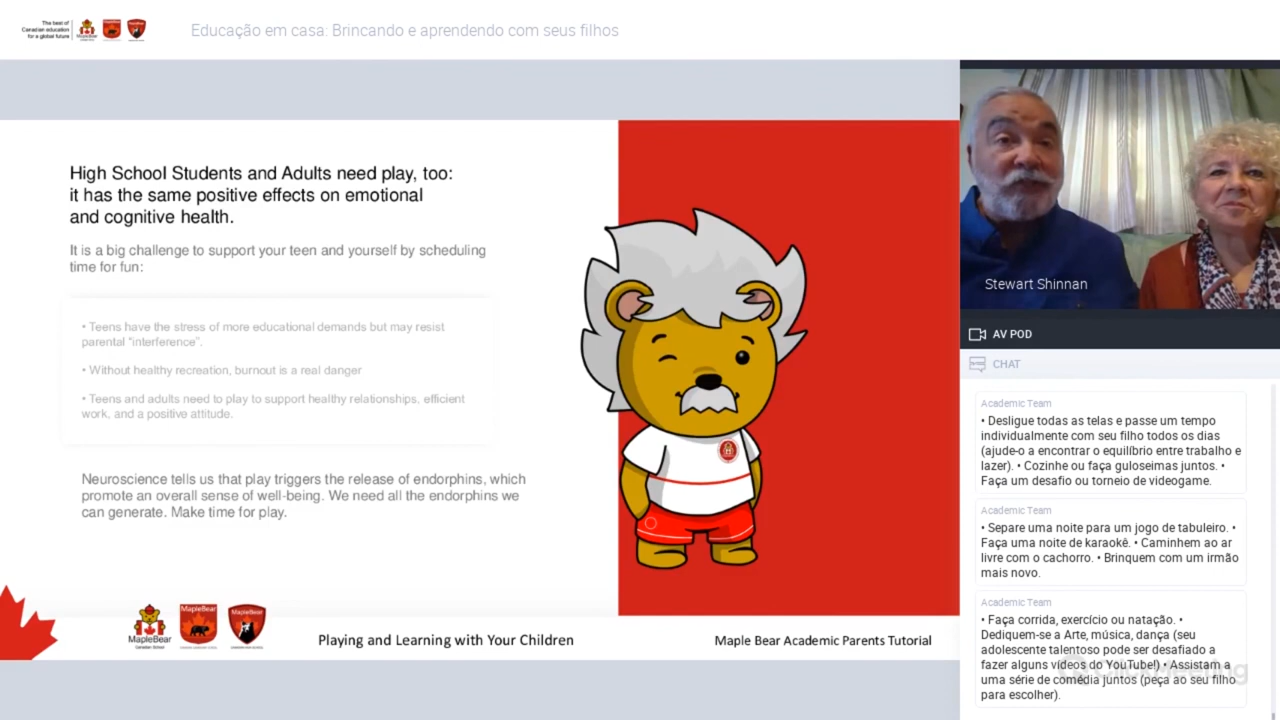 The best of
Canadian education
for a global future
Educação em casa: Brincando e aprendendo com seus filhos
High School Students and Adults need play, too:
it has the same positive effects on emotional
and cognitive health.
It is a big challenge to support your teen and yourself by scheduling
time for fun:
• Teens have the stress of more educational demands but may resist
parental “interference”.
• Without healthy recreation, burnout is a real danger
• Teens and adults need to play to support healthy relationships, efficient
work, and a positive attitude.
Neuroscience tells us that play triggers the release of endorphins, which
promote an overall sense of well-being. We need all the endorphins we
can generate. Make time for play.
MapleBear
Canadian School
MapleBear
MapleBear
Playing and Learning with Your Children
Maple Bear Academic Parents Tutorial
Stewart Shinnan
AV POD
CHAT
Academic Team
• Desligue todas as telas e passe um tempo
individualmente com seu filho todos os dias
(ajude-o a encontrar o equilíbrio entre trabalho e
lazer). • Cozinhe ou faça guloseimas juntos. •
Faça um desafio ou torneio de videogame.
Academic Team
• Separe uma noite para um jogo de tabuleiro. •
Faça uma noite de karaokê. • Caminhem ao ar
livre com o cachorro. • Brinquem com um irmão
mais novo.
Academic Team
• Faça corrida, exercício ou natação. •
Dediquem-se a Arte, música, dança (seu
adolescente talentoso pode ser desafiado a
fazer alguns vídeos do YouTube!) • Assistam a
uma série de comédia juntos (peça ao seu filho
para escolher).
ClickMeeting